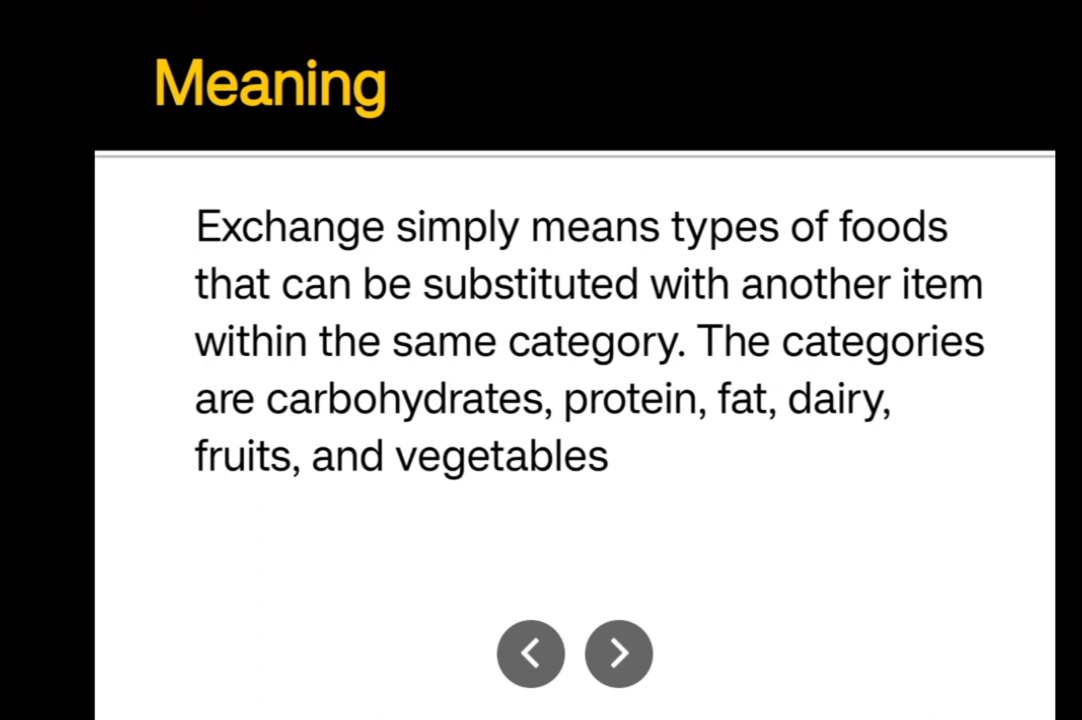 Meaning
Exchange simply means types of foods
that can be substituted with another item
within the same category. The categories
are carbohydrates, protein, fat, dairy,
fruits, and vegetables